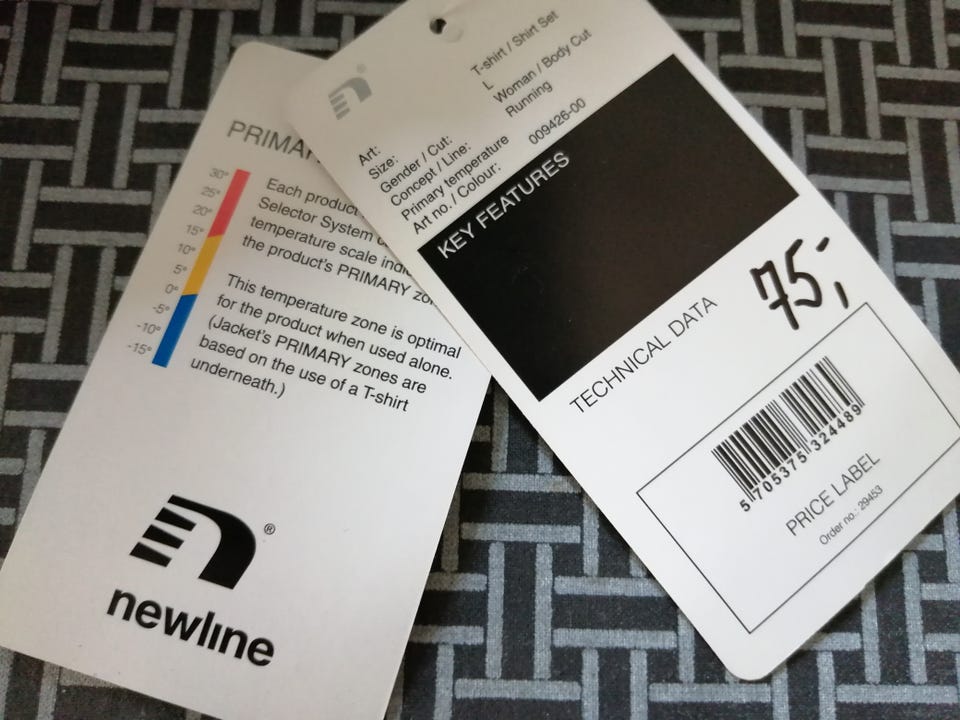 PRIMAR
30°
25°
20°
15°
10°
5°
0°
-5°
-10°
-15°
Each product
Selector System
temperature scale indic
the product's PRIMARY zon
This temperature zone is optimal
for the product when used alone.
(Jacket's PRIMARY zones are
based on the use of a T-shirt
underneath.)
®
newline
Art: T-shirt / Shirt Set
Size: L
Gender / Cut: Woman / Body Cut
Concept / Line: Running
Primary temperature
Art no./ Colour: 009426-00
KEY FEATURES
TECHNICAL DATA
75,-
5 705375 324489
PRICE LABEL
Order no.: 29453